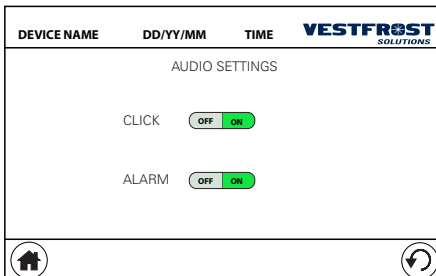 DEVICE NAME DD/YY/MM TIME VESTFROST
SOLUTIONS
AUDIO SETTINGS
CLICK OFF ON
ALARM OFF ON